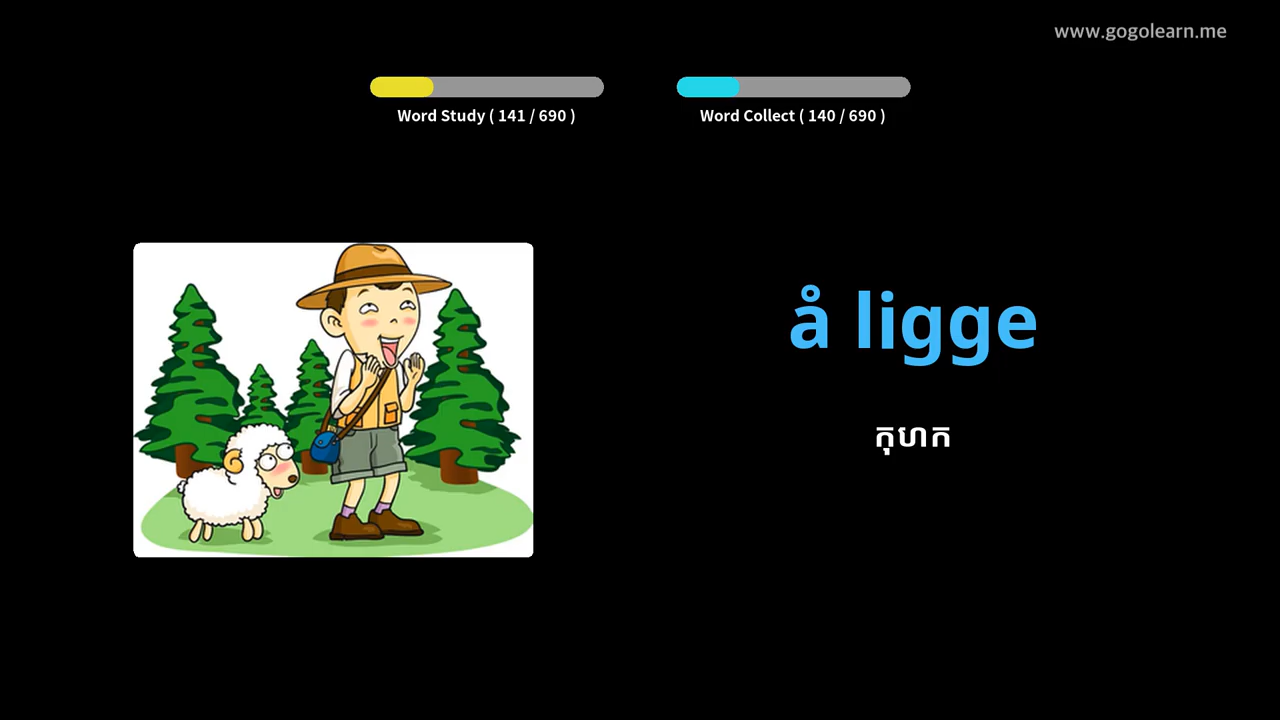 www.gogolearn.me
Word Study ( 141 / 690 )
Word Collect ( 140 / 690 )
å ligge
កុហក